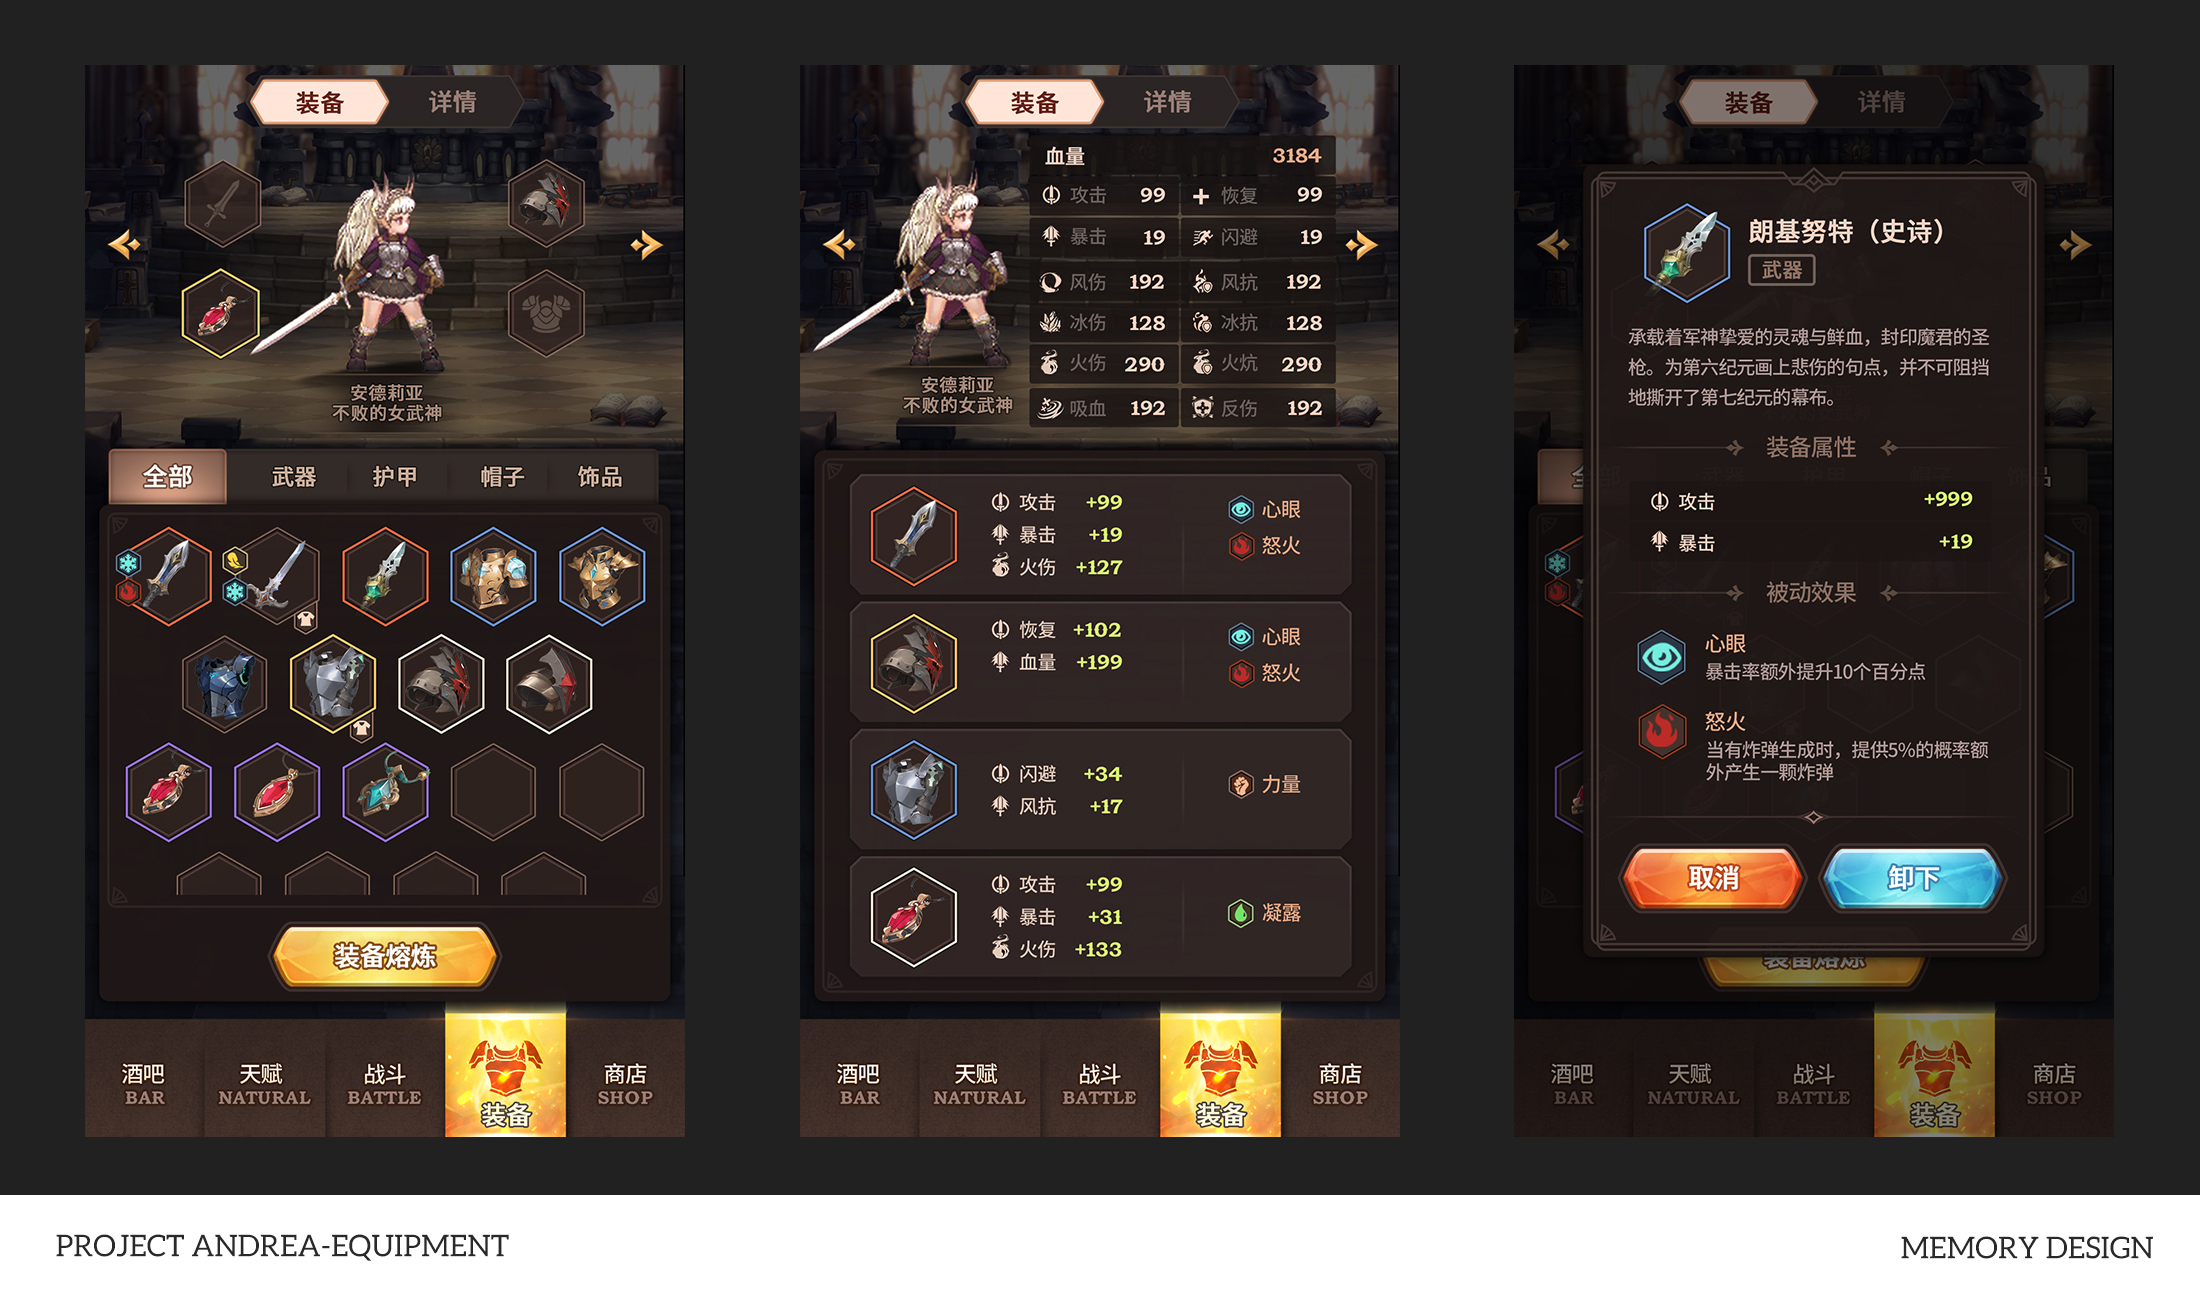 装备 详情
安德莉亚
不败的女武神
全部 武器 护甲 帽子 饰品
装备熔炼
酒吧 天赋 战斗 装备 商店
BAR NATURAL BATTLE SHOP
装备 详情
血量 3184
攻击 99 恢复 99
暴击 19 闪避 19
风伤 192 风抗 192
冰伤 128 冰抗 128
火伤 290 火炕 290
吸血 192 反伤 192
安德莉亚
不败的女武神
攻击 +99 心眼
暴击 +19 怒火
火伤 +127
恢复 +102 心眼
血量 +199 怒火
闪避 +34 力量
风抗 +17
攻击 +99
暴击 +31 凝露
火伤 +133
酒吧 天赋 战斗 装备 商店
BAR NATURAL BATTLE SHOP
装备 详情
朗基努特（史诗）
武器
承载着军神挚爱的灵魂与鲜血，封印魔君的圣
枪。为第六纪元画上悲伤的句点，并不可阻挡
地撕开了第七纪元的幕布。
装备属性
攻击 +999
暴击 +19
被动效果
心眼
暴击率额外提升10个百分点
怒火
当有炸弹生成时，提供5%的概率额
外产生一颗炸弹
取消 卸下
装备熔炼
酒吧 天赋 战斗 装备 商店
BAR NATURAL BATTLE SHOP
PROJECT ANDREA-EQUIPMENT
MEMORY DESIGN